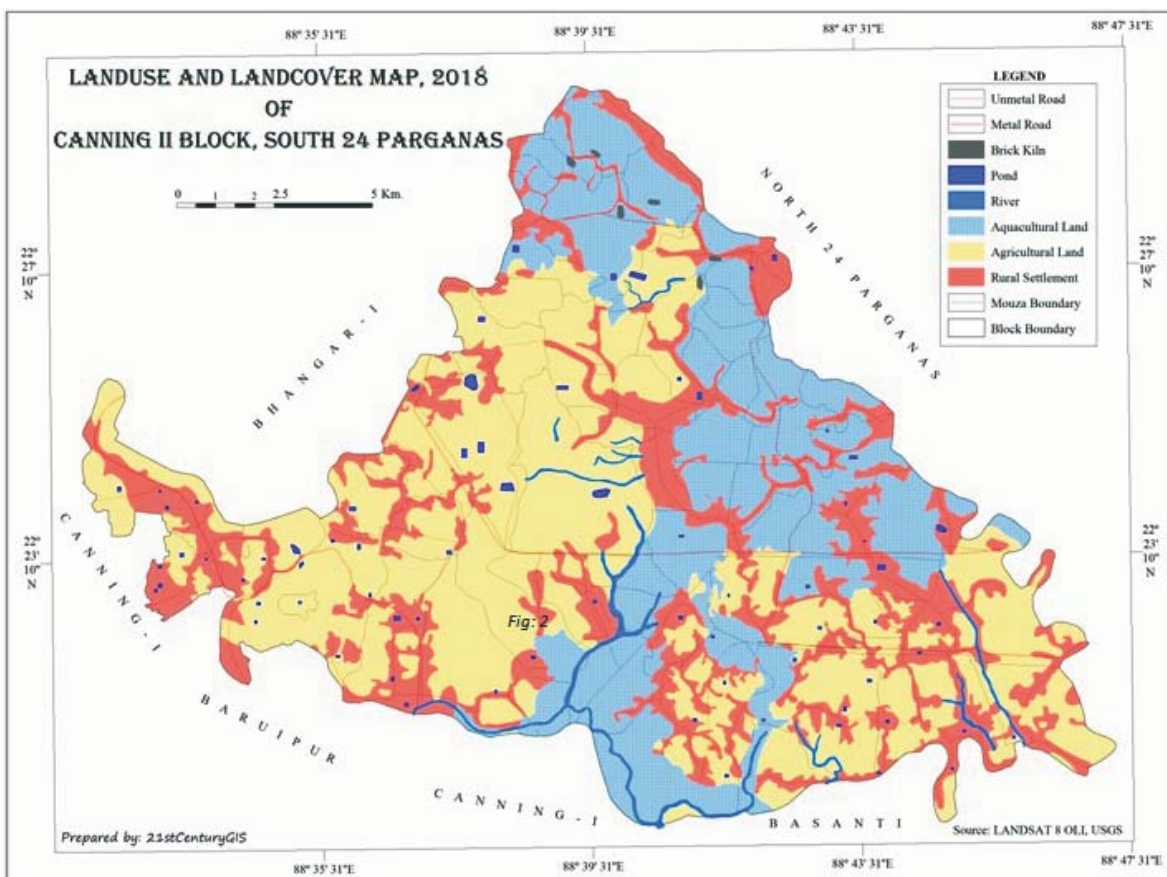 88° 35' 31"E
88° 39' 31"E
88° 43' 31"E
88° 47' 31"E
LANDUSE AND LANDCOVER MAP, 2018
OF
CANNING II BLOCK, SOUTH 24 PARGANAS
0 1 2 2.5 5 Km.
LEGEND
Unmetal Road
Metal Road
Brick Kiln
Pond
River
Aquacultural Land
Agricultural Land
Rural Settlement
Mouza Boundary
Block Boundary
NORTH 24 PARGANAS
22°
27'
10"
N
22°
27'
10"
N
BHANGAR-I
CANNING-I
22°
23'
10"
N
22°
23'
10"
N
Fig: 2
BARUIPUR
CANNING-I
BASANTI
Prepared by: 21stCenturyGIS
Source: LANDSAT 8 OLI, USGS
88° 35' 31"E
88° 39' 31"E
88° 43' 31"E
88° 47' 31"E